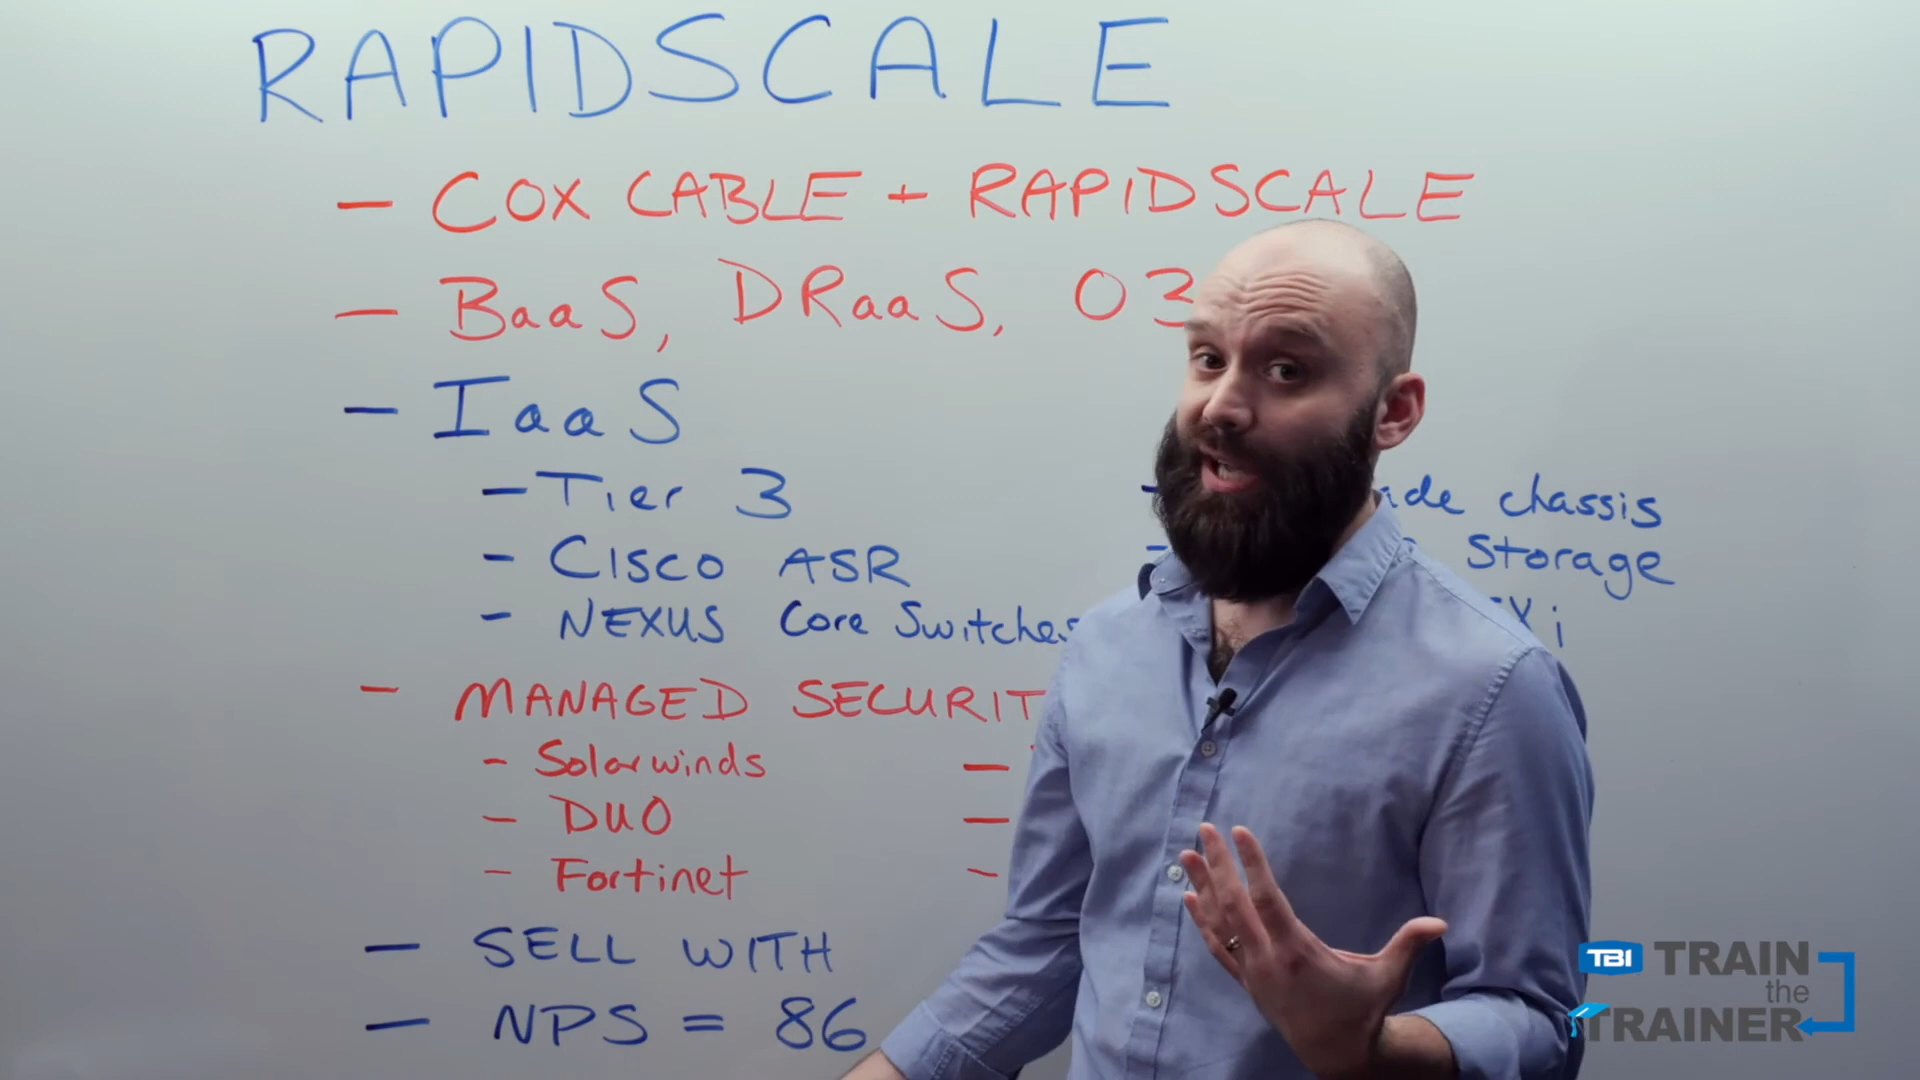 RAPIDSCALE
- COX CABLE + RAPIDSCALE
- BaaS, DRaaS, O3
- IaaS
- Tier 3
- CISCO ASR
- NEXUS Core Switches
- chassis
- Storage
- MANAGED
- Solarwinds
- DUO
- Fortinet
- SELL WITH
- NPS = 86
TBI TRAIN
the
TRAINER